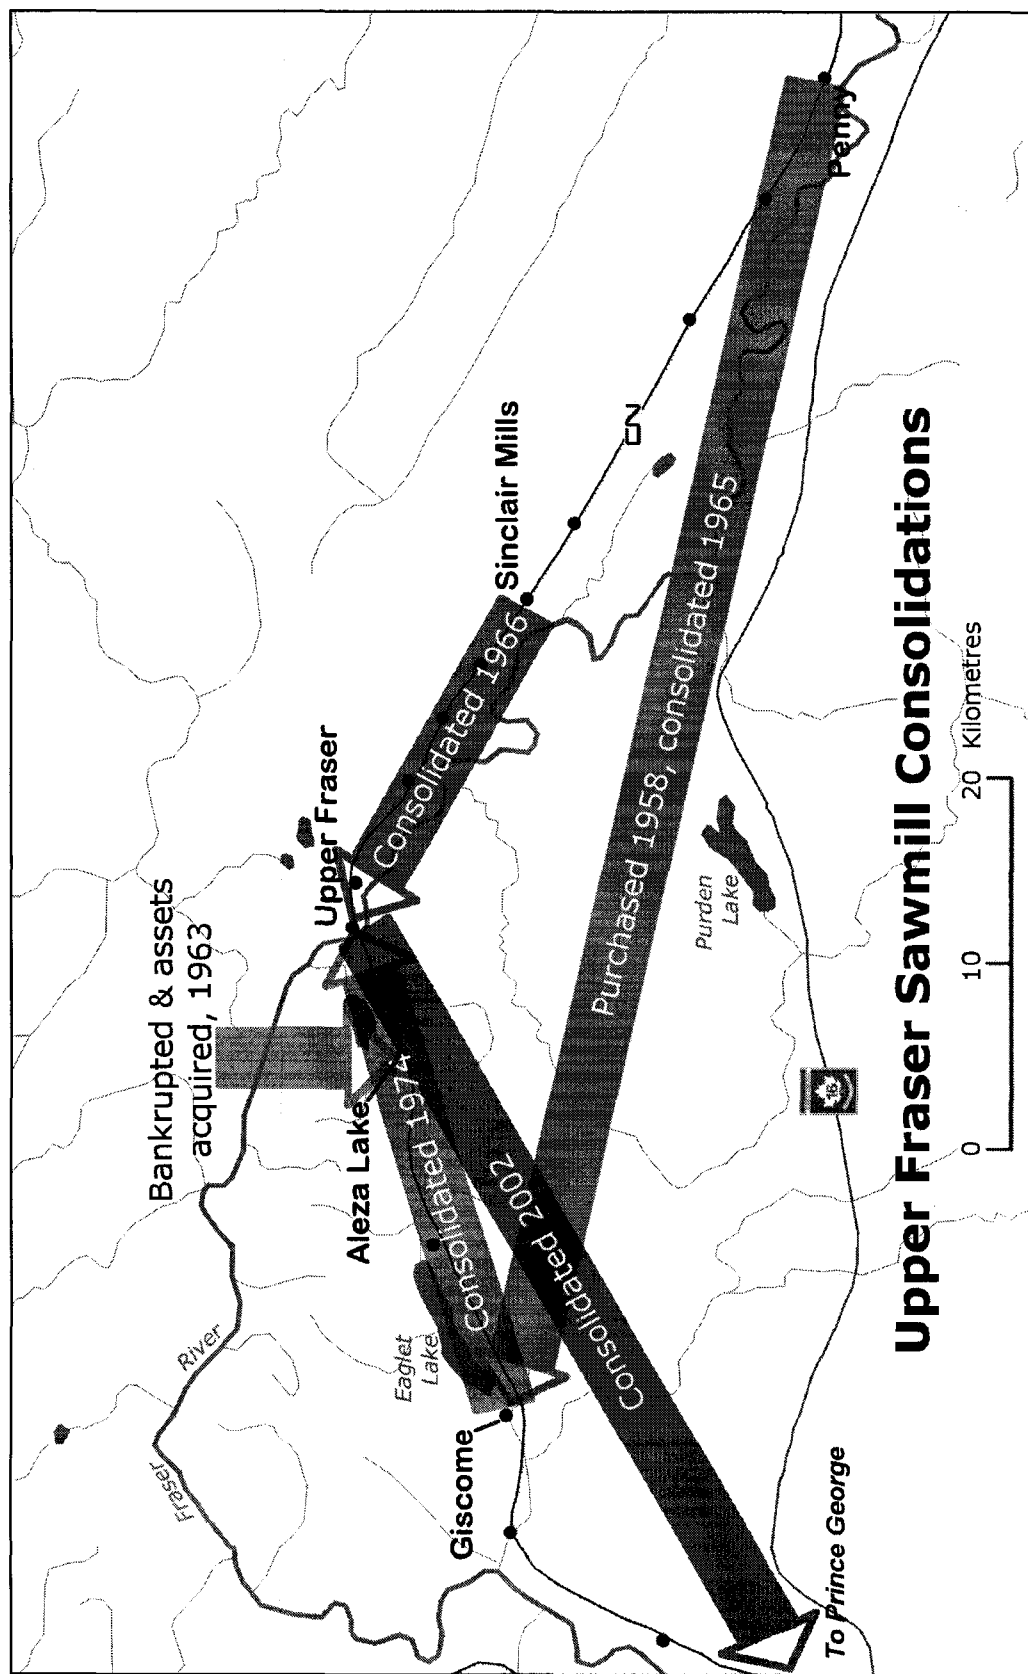 Bankrupted & assets
acquired, 1963
Upper Fraser
Aleza Lake
Sinclair Mills
Penny
Giscome
Eaglet
Lake
Fraser
River
Consolidated 1966
Consolidated 1974
Consolidated 2002
Purchased 1958, consolidated 1965
CN
Purden
Lake
16
To Prince George
Upper Fraser Sawmill Consolidations
0 10 20 Kilometres